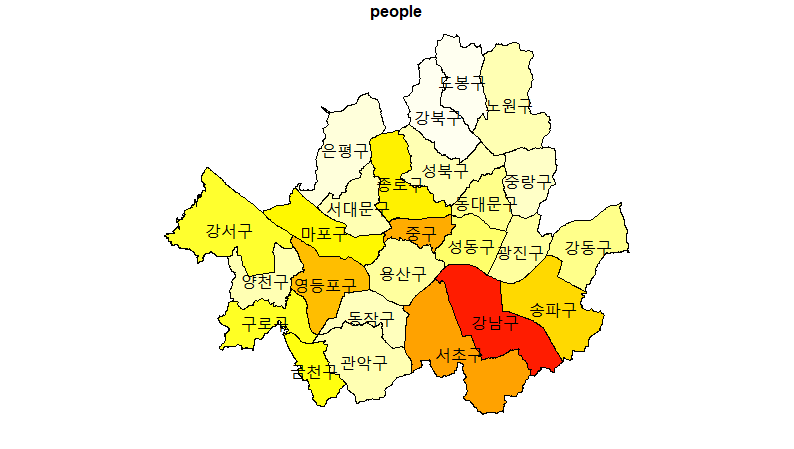 people
도봉구
노원구
강북구
은평구
성북구
종로구
중랑구
서대문구
동대문구
강서구
마포구
중구
성동구
광진구
강동구
용산구
양천구
영등포구
송파구
동작구
구로구
강남구
서초구
관악구
금천구